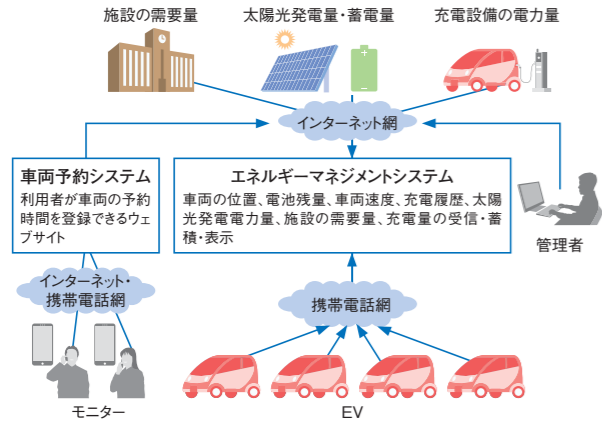 施設の需要量
太陽光発電量・蓄電量
充電設備の電力量
インターネット網
車両予約システム
利用者が車両の予約
時間を登録できるウェ
ブサイト
エネルギーマネジメントシステム
車両の位置、電池残量、車両速度、充電履歴、太陽
光発電電力量、施設の需要量、充電量の受信・蓄
積・表示
管理者
インターネット・
携帯電話網
携帯電話網
モニター
EV